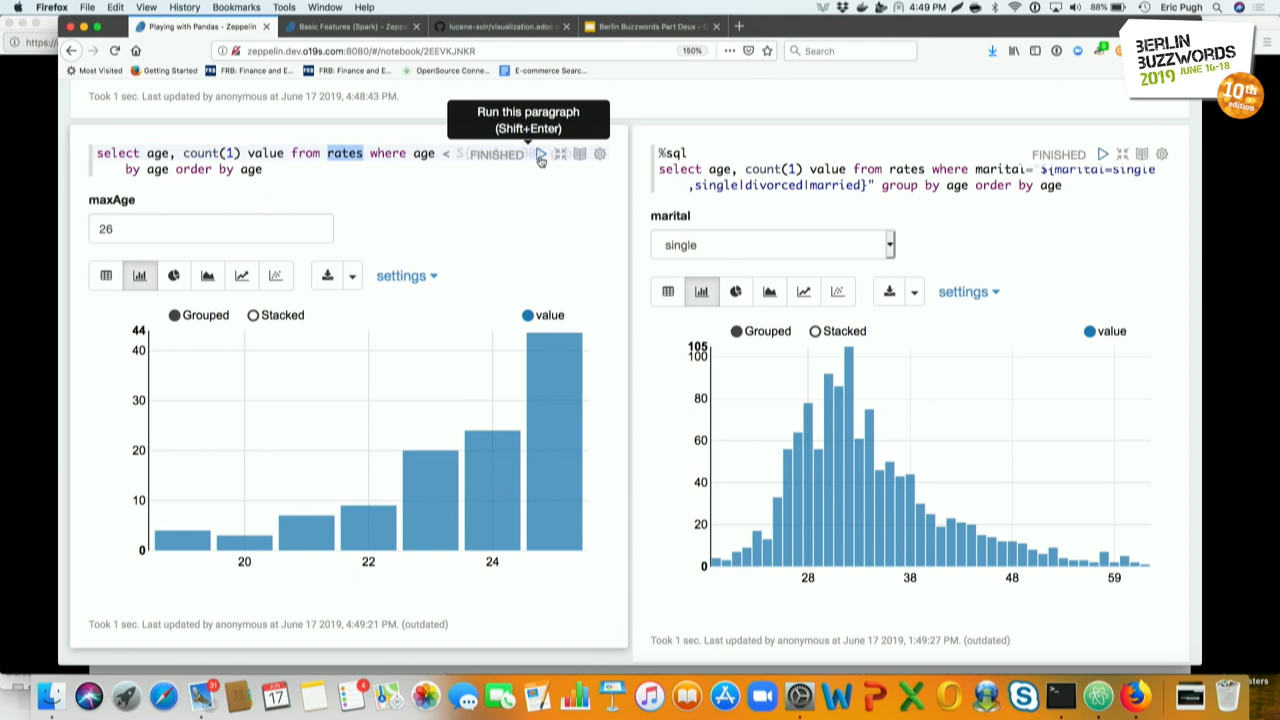 Firefox File Edit View History Bookmarks Tools Window Help
4:49 PM 88% Eric Pugh
Playing with Pandas - Zeppelin
Basic Features (Spark) - Zeppe
lucene-solr/visualization.adoc
Berlin Buzzwords Part Deux - G
https:/
zeppelin.dev.o19s.com:8080/#/notebook/2EEVKJNKR
150%
Search
Most Visited
Getting Started
FRB: Finance and E...
FRB: Finance and E...
OpenSource Conne...
E-commerce Searc...
BERLIN
BUZZWORDS
2019 JUNE 16-18
10th
edition
Took 1 sec. Last updated by anonymous at June 17 2019, 4:48:43 PM.
Run this paragraph
(Shift+Enter)
select age, count(1) value from rates where age <
FINISHED
by age order by age
maxAge
26
settings
Grouped
Stacked
value
44
40
30
20
10
0
20
22
24
Took 1 sec. Last updated by anonymous at June 17 2019, 4:49:21 PM. (outdated)
%sql
FINISHED
select age, count(1) value from rates where marital="${marital=single
,single|divorced|married}" group by age order by age
marital
single
settings
Grouped
Stacked
value
105
100
80
60
40
20
0
28
38
48
59
Took 1 sec. Last updated by anonymous at June 17 2019, 1:49:27 PM. (outdated)
31
JUN
17
4